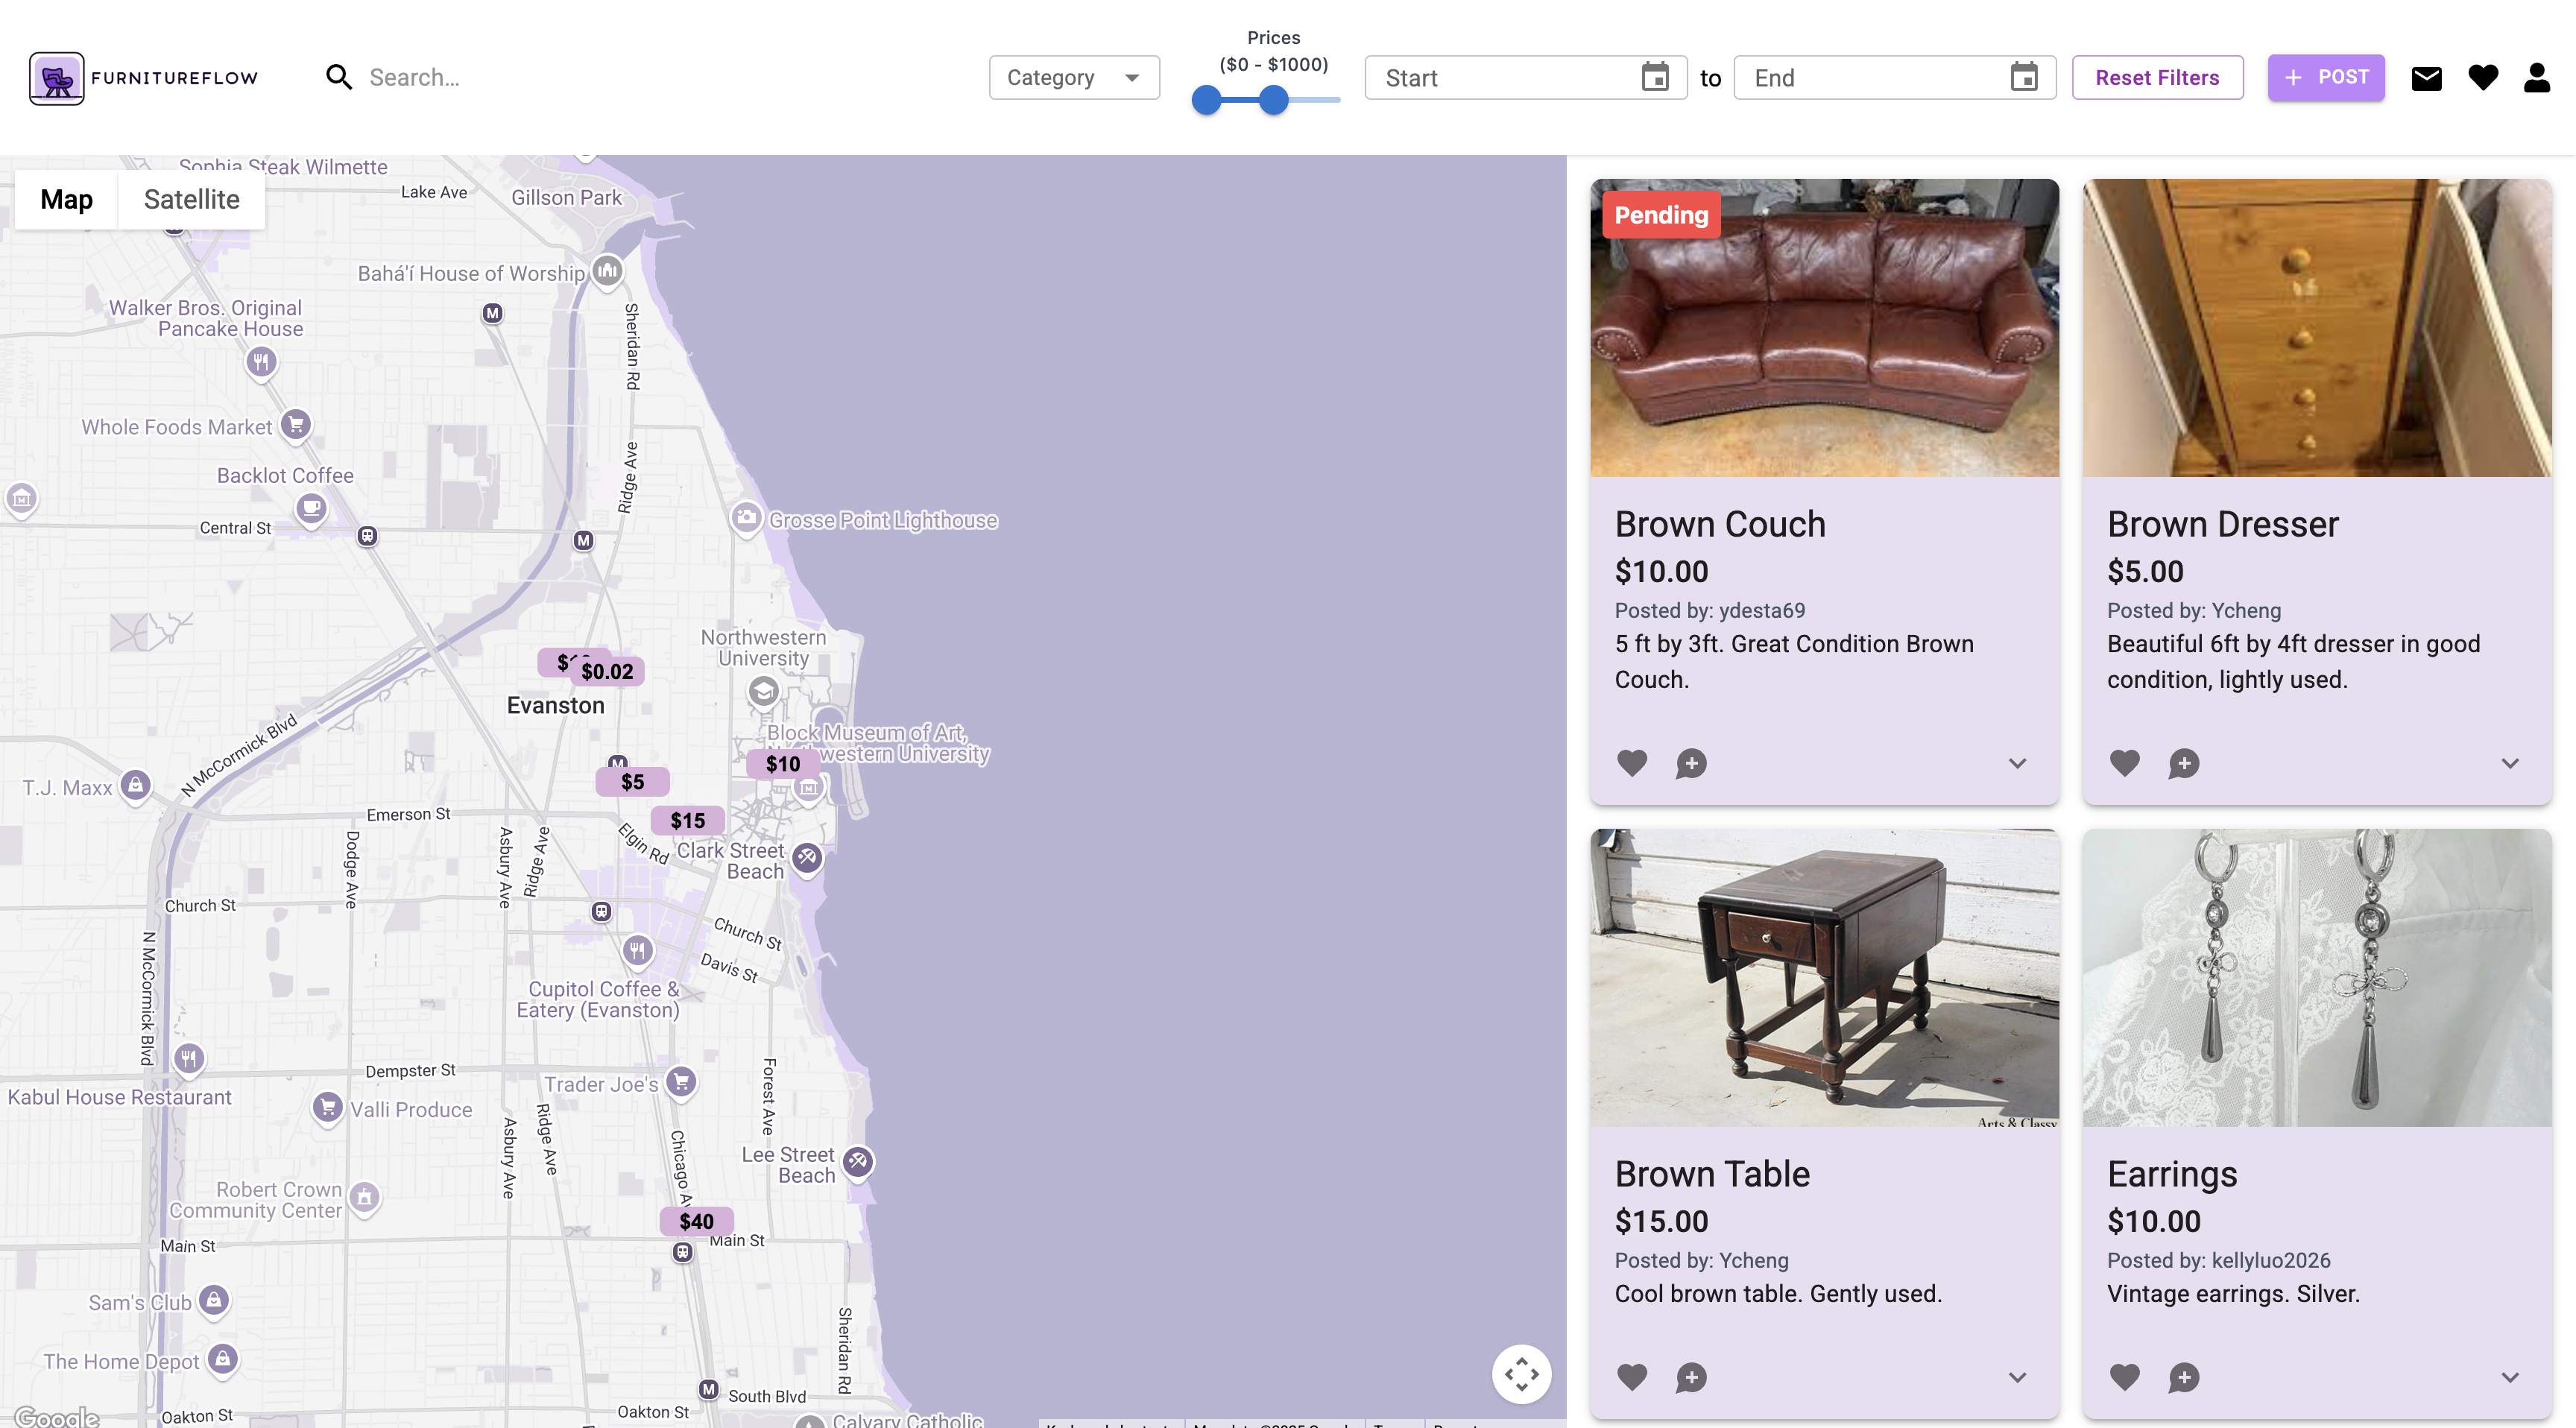 FURNITUREFLOW
Search...
Category
Prices
($0 - $1000)
Start
to
End
Reset Filters
+ POST
Map
Satellite
Sophia Steak Wilmette
Lake Ave
Gillson Park
Bahá'í House of Worship
Walker Bros. Original
Pancake House
Sheridan Rd
Whole Foods Market
Backlot Coffee
Ridge Ave
Central St
Grosse Point Lighthouse
Northwestern
University
$0.02
Evanston
N McCormick Blvd
Block Museum of Art,
western University
$10
$5
T.J. Maxx
$15
Emerson St
Elgin Rd
Clark Street
Beach
Dodge Ave
Asbury Ave
Ridge Ave
Church St
Church St
Davis St
N McCormick Blvd
Cupitol Coffee &
Eatery (Evanston)
Dempster St
Trader Joe's
Forest Ave
Kabul House Restaurant
Valli Produce
Asbury Ave
Ridge Ave
Chicago Av
Lee Street
Beach
Robert Crown
Community Center
$40
Main St
Main St
Sam's Club
Sheridan Rd
The Home Depot
South Blvd
Oakton St
Oakton St
Calvary Catholic
Google
Pending
Brown Couch
$10.00
Posted by: ydesta69
5 ft by 3ft. Great Condition Brown
Couch.
Brown Dresser
$5.00
Posted by: Ycheng
Beautiful 6ft by 4ft dresser in good
condition, lightly used.
Arts & Classy
Brown Table
$15.00
Posted by: Ycheng
Cool brown table. Gently used.
Earrings
$10.00
Posted by: kellyluo2026
Vintage earrings. Silver.